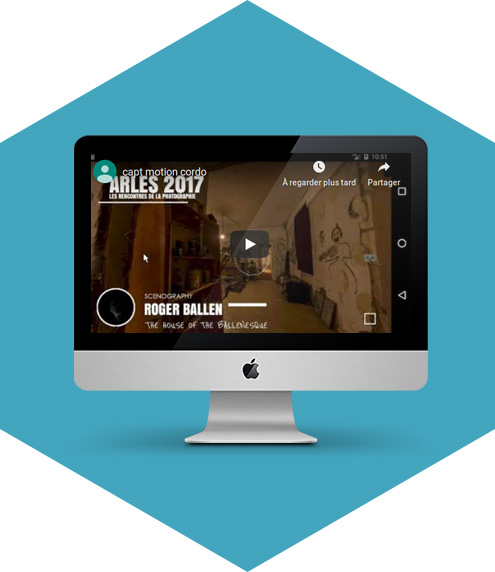 10:51
capt motion cordo
ARLES 2017
LES RENCONTRES DE LA PHOTOGRAPHIE
À regarder plus tard
Partager
SCENOGRAPHY
ROGER BALLEN
THE HOUSE OF THE BALLENESQUE